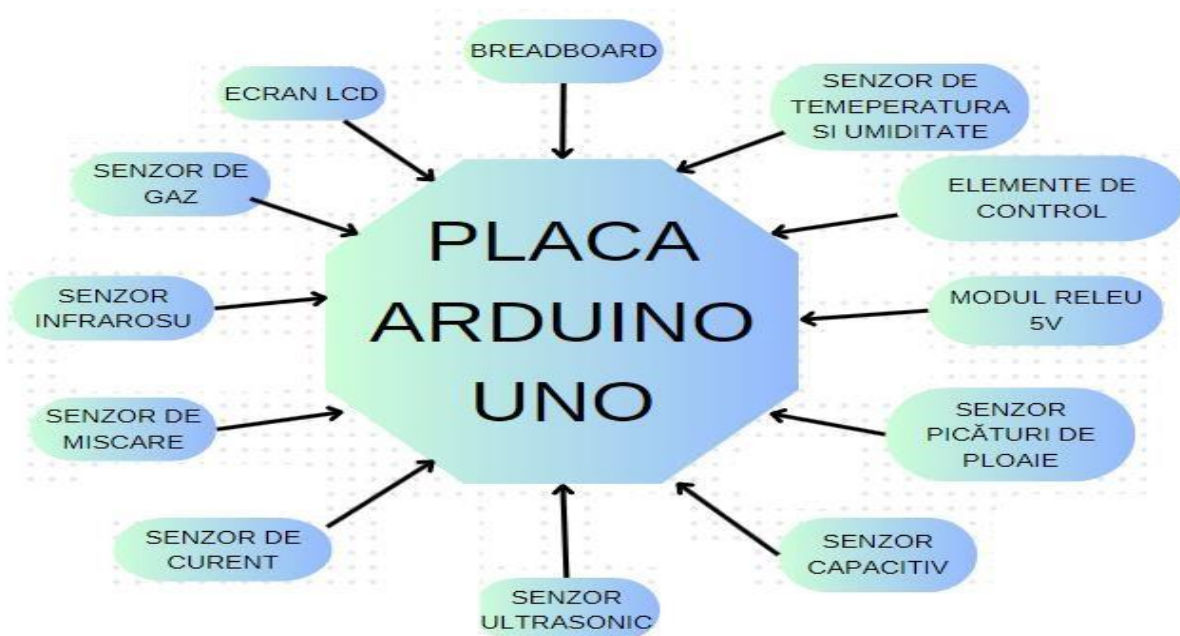 BREADBOARD
ECRAN LCD
SENZOR DE
TEMEPERATURA
SI UMIDITATE
SENZOR DE
GAZ
ELEMENTE DE
CONTROL
PLACA
ARDUINO
UNO
SENZOR
INFRAROSU
MODUL RELEU
5V
SENZOR DE
MISCARE
SENZOR
PICĂTURI DE
PLOAIE
SENZOR DE
CURENT
SENZOR
CAPACITIV
SENZOR
ULTRASONIC